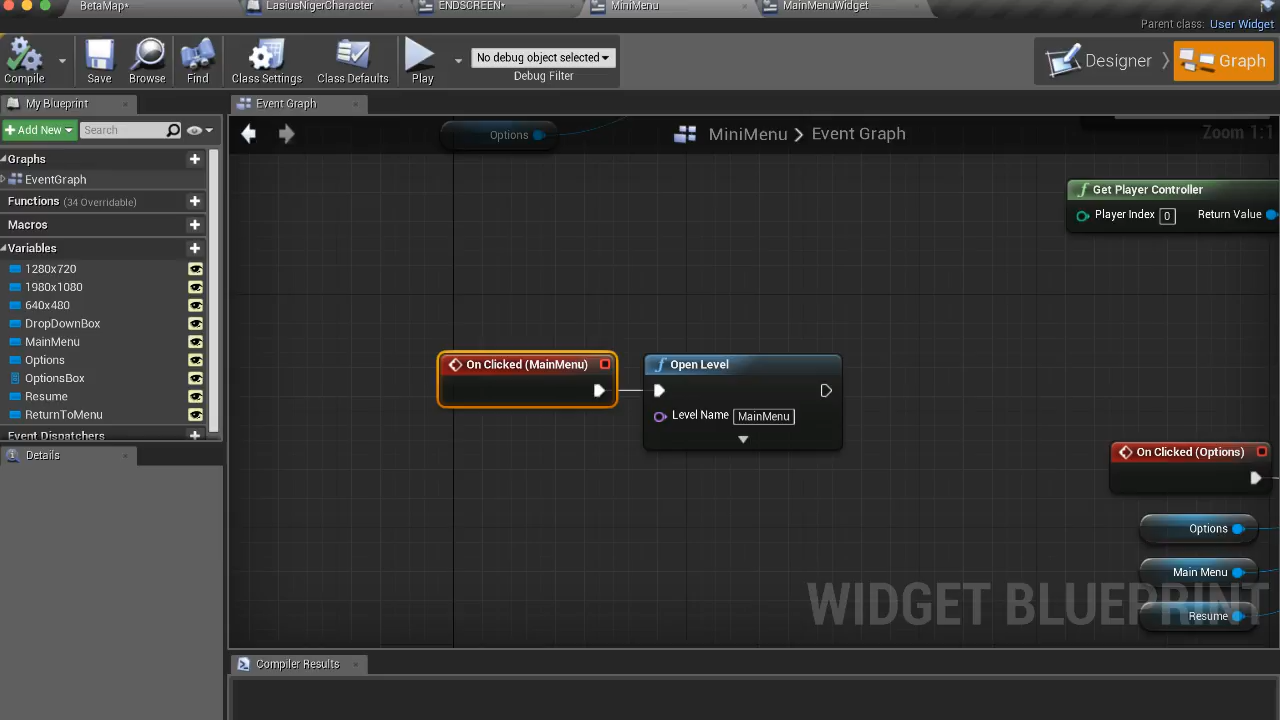 BetaMap*
LasiusNigerCharacter
ENDSCREEN*
MiniMenu
MainMenuWidget
Parent class: User Widget
Compile
Save
Browse
Find
Class Settings
Class Defaults
Play
No debug object selected
Debug Filter
Designer
Graph
My Blueprint
Event Graph
Add New
Search
Options
MiniMenu > Event Graph
Zoom 1:1
Graphs
EventGraph
Functions (34 Overridable)
Macros
Variables
1280x720
1980x1080
640x480
DropDownBox
MainMenu
Options
OptionsBox
Resume
ReturnToMenu
Event Dispatchers
Details
Get Player Controller
Player Index 0 Return Value
On Clicked (MainMenu)
Open Level
Level Name MainMenu
On Clicked (Options)
Options
Main Menu
Resume
WIDGET BLUEPRINT
Compiler Results